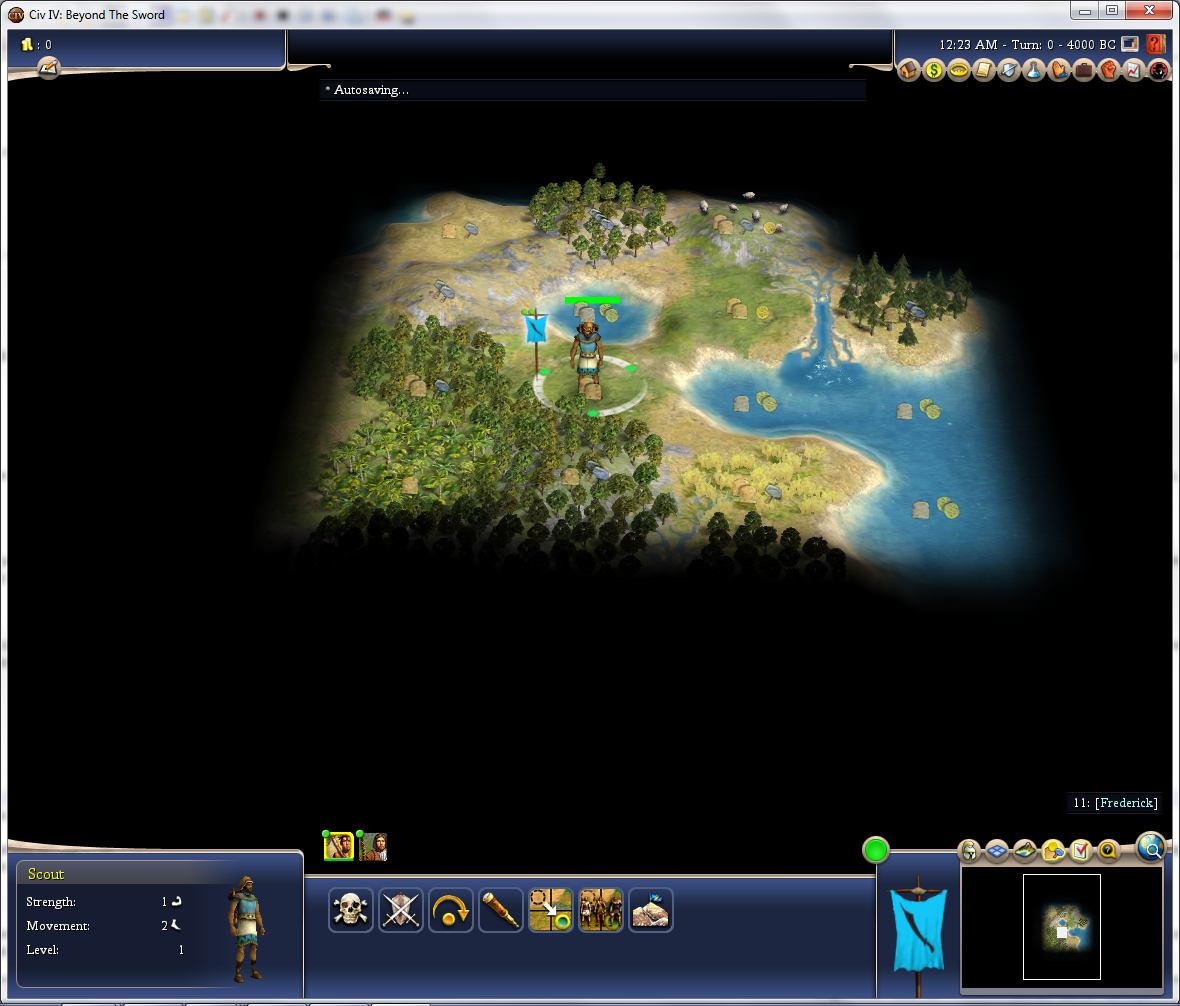 Civ IV: Beyond The Sword
: 0
12:23 AM - Turn: 0 - 4000 BC
* Autosaving...
11: [Frederick]
Scout
Strength: 1
Movement: 2
Level: 1